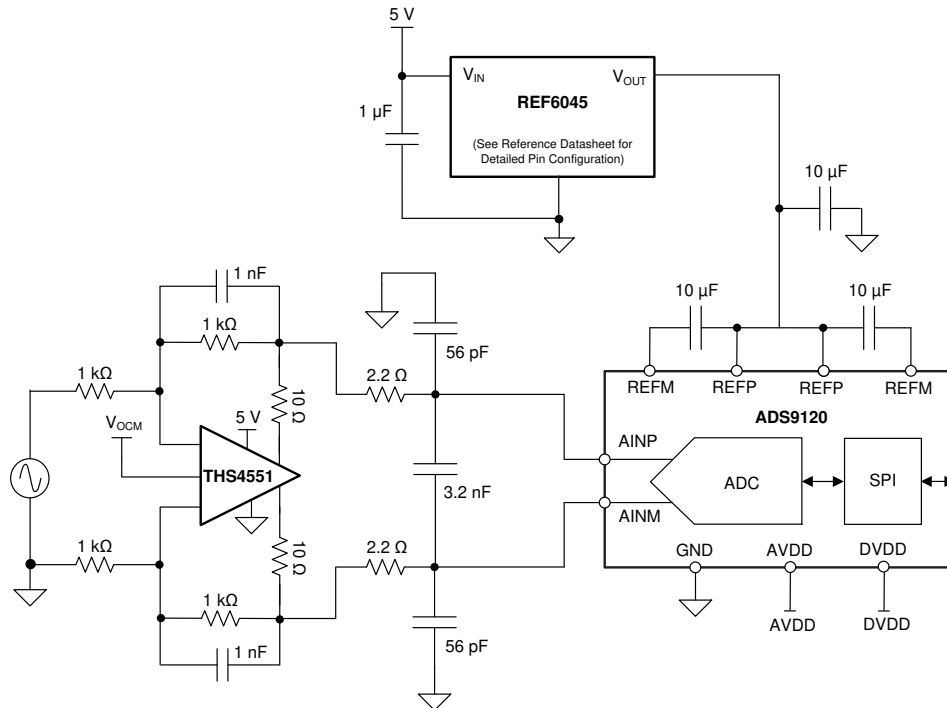 5 V
V_IN
V_OUT
REF6045
1 µF
(See Reference Datasheet for
Detailed Pin Configuration)
10 µF
1 nF
1 kΩ
10 µF
10 µF
56 pF
1 kΩ
2.2 Ω
REFM
REFP
REFP
REFM
10 Ω
ADS9120
V_OCM
5 V
AINP
THS4551
3.2 nF
ADC
SPI
AINM
1 kΩ
10 Ω
2.2 Ω
GND
AVDD
DVDD
1 kΩ
56 pF
AVDD
DVDD
1 nF